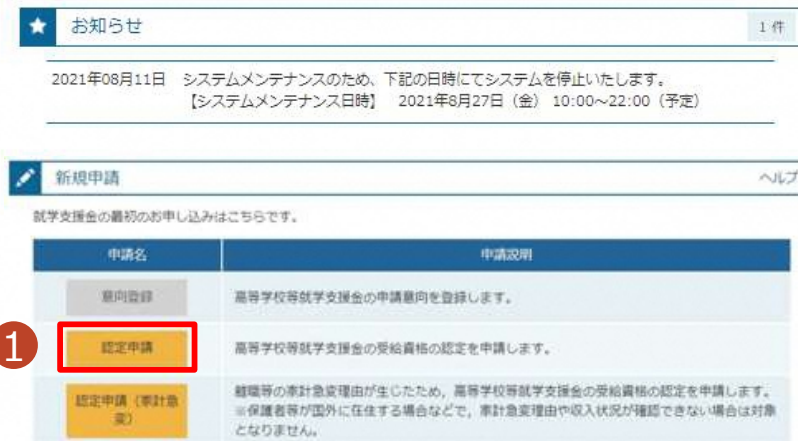 お知らせ
1 件
2021年08月11日 システムメンテナンスのため、下記の日時にてシステムを停止いたします。
【システムメンテナンス日時】 2021年8月27日（金） 10:00～22:00（予定）
新規申請
ヘルプ
就学支援金の最初のお申し込みはこちらです。
申請名 申請説明
意向登録 高等学校等就学支援金の申請意向を登録します。
1 認定申請 高等学校等就学支援金の受給資格の認定を申請します。
認定申請（家計急
変）
離職等の家計急変理由が生じたため，高等学校等就学支援金の受給資格の認定を申請します。
※保護者等が国外に在住する場合などで，家計急変理由や収入状況が確認できない場合は対象
となりません。